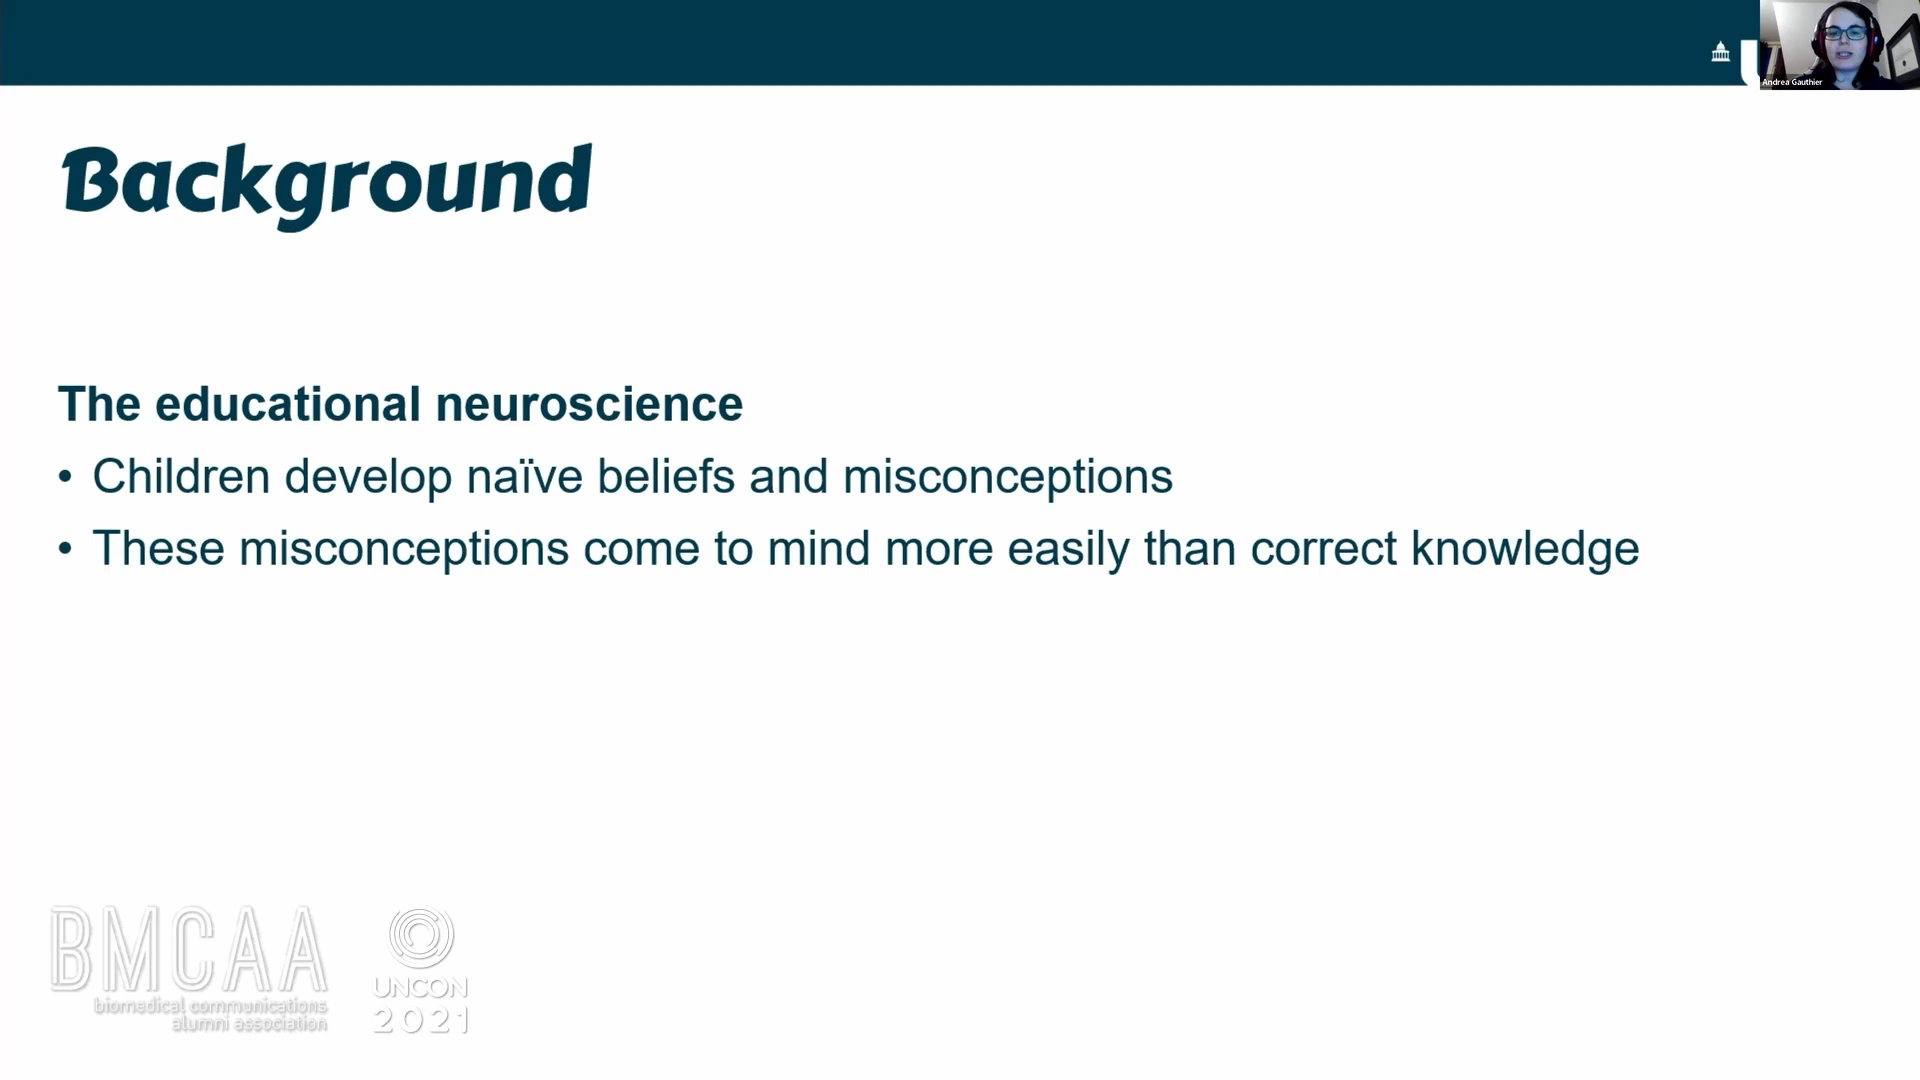 Andrea Gauthier
Background
The educational neuroscience
• Children develop naïve beliefs and misconceptions
• These misconceptions come to mind more easily than correct knowledge
BMCAA
biomedical communications
alumni association
UNCON
2021